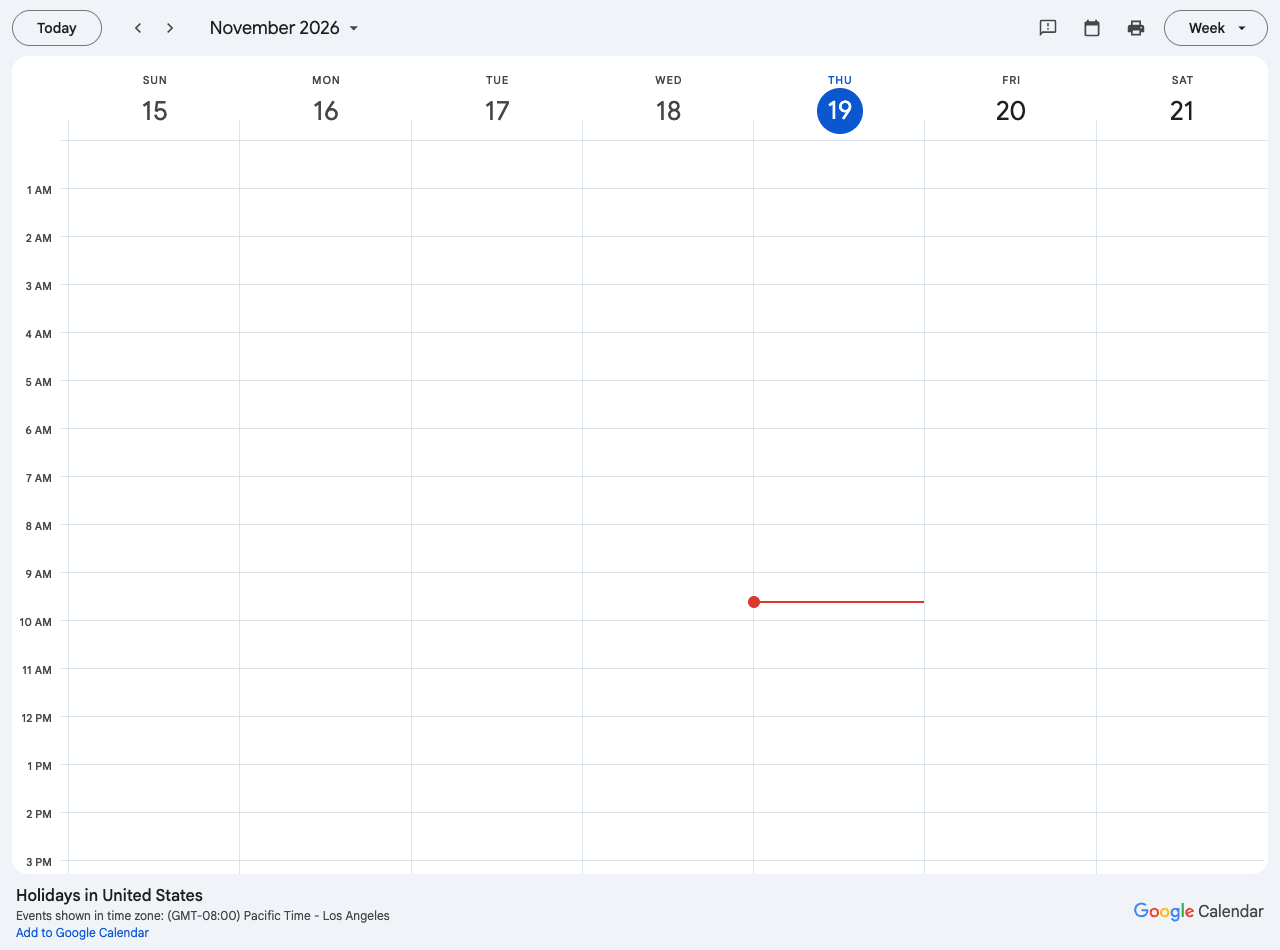 Today
November 2026
Week
SUN MON TUE WED THU FRI SAT
15 16 17 18 19 20 21
1 AM
2 AM
3 AM
4 AM
5 AM
6 AM
7 AM
8 AM
9 AM
10 AM
11 AM
12 PM
1 PM
2 PM
3 PM
Holidays in United States
Events shown in time zone: (GMT-08:00) Pacific Time - Los Angeles
Add to Google Calendar
Google Calendar